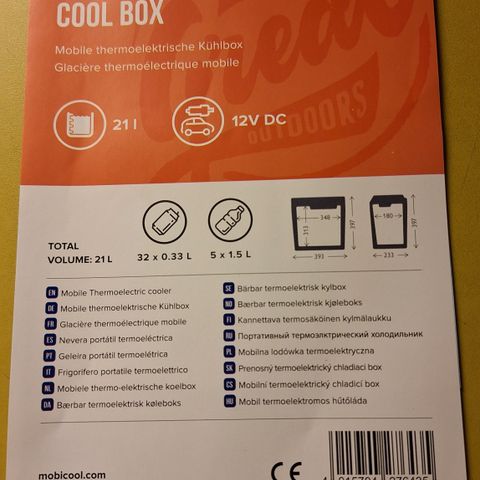 COOL BOX
Mobile thermoelektrische Kühlbox
Glacière thermoélectrique mobile
21 l
12V DC
Great
OUTDOORS
348
313
397
393
180
397
233
TOTAL
VOLUME: 21 L
32 x 0.33 L
5 x 1.5 L
EN Mobile Thermoelectric cooler
DE Mobile thermoelektrische Kühlbox
FR Glacière thermoélectrique mobile
ES Nevera portátil termoeléctrica
PT Geleira portátil termoelétrica
IT Frigorifero portatile termoelettrico
NL Mobiele thermo-elektrische koelbox
DA Bærbar termoelektrisk køleboks
SE Bärbar termoelektrisk kylbox
NO Bærbar termoelektrisk kjøleboks
FI Kannettava termosäköinen kylmälaukku
RU Портативный термоэлктрический холодильник
PL Mobilna lodówka termoelektryczna
SK Prenosný termoelektrický chladiaci box
CS Mobilní termoelektrický chladicí box
HU Mobil termoelektromos hűtőláda
mobicool.com
CE